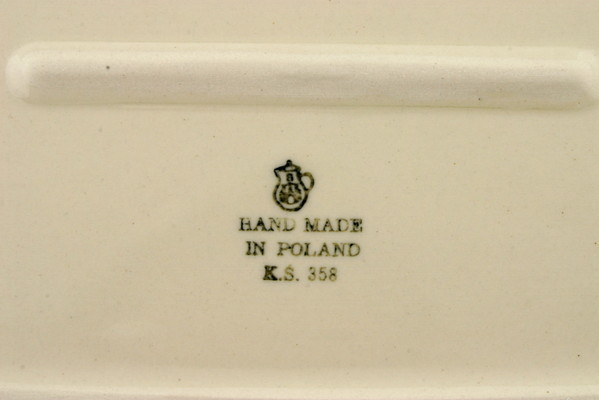 HAND MADE
IN POLAND
K.Ś. 358